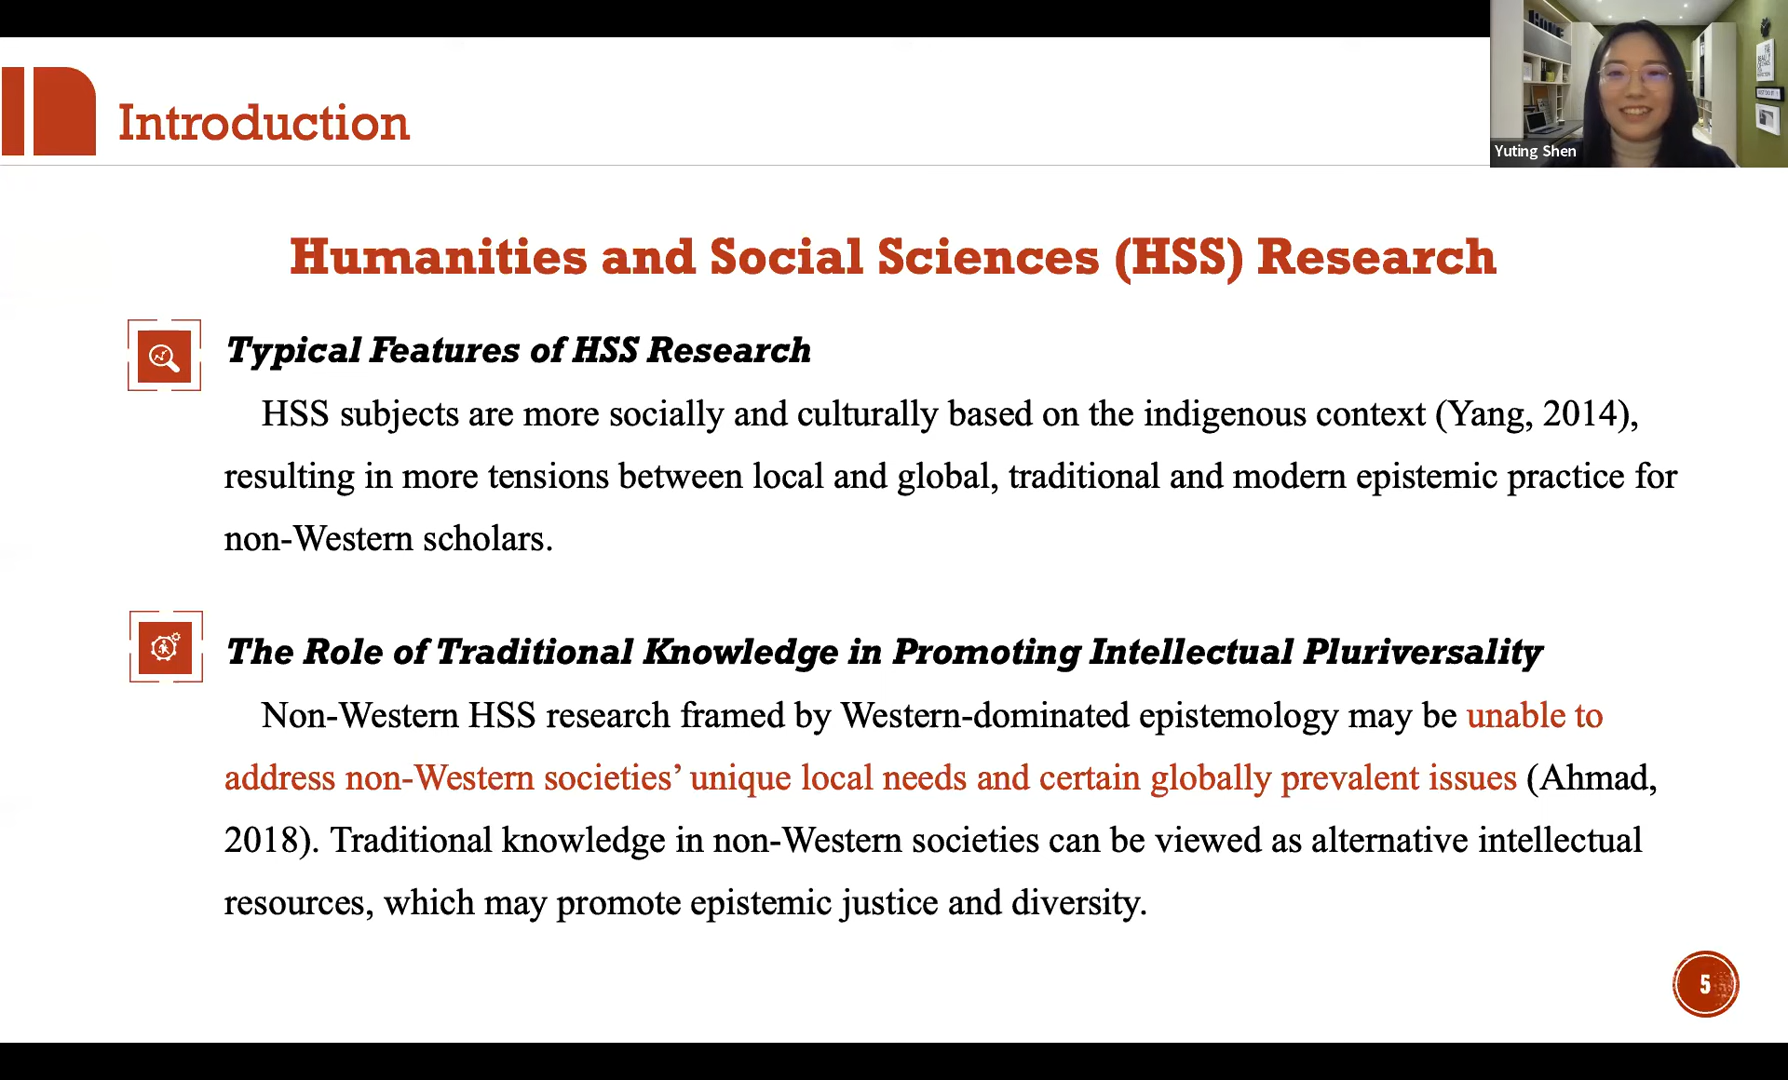 Introduction
Yuting Shen
Humanities and Social Sciences (HSS) Research
Typical Features of HSS Research
HSS subjects are more socially and culturally based on the indigenous context (Yang, 2014),
resulting in more tensions between local and global, traditional and modern epistemic practice for
non-Western scholars.
The Role of Traditional Knowledge in Promoting Intellectual Pluriversality
Non-Western HSS research framed by Western-dominated epistemology may be unable to
address non-Western societies’ unique local needs and certain globally prevalent issues (Ahmad,
2018). Traditional knowledge in non-Western societies can be viewed as alternative intellectual
resources, which may promote epistemic justice and diversity.
5